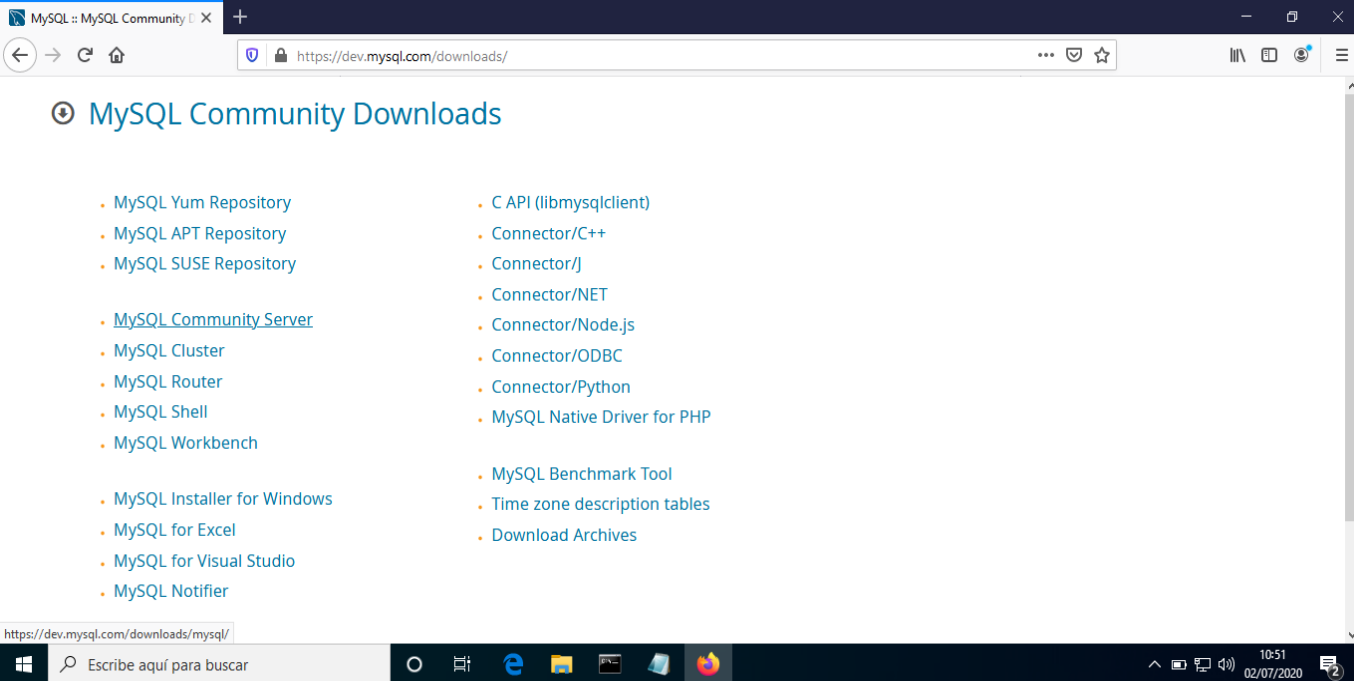 MySQL :: MySQL Community D
https://dev.mysql.com/downloads/
MySQL Community Downloads
MySQL Yum Repository
MySQL APT Repository
MySQL SUSE Repository
MySQL Community Server
MySQL Cluster
MySQL Router
MySQL Shell
MySQL Workbench
MySQL Installer for Windows
MySQL for Excel
MySQL for Visual Studio
MySQL Notifier
C API (libmysqlclient)
Connector/C++
Connector/J
Connector/NET
Connector/Node.js
Connector/ODBC
Connector/Python
MySQL Native Driver for PHP
MySQL Benchmark Tool
Time zone description tables
Download Archives
https://dev.mysql.com/downloads/mysql/
Escribe aquí para buscar
10:51
02/07/2020
2